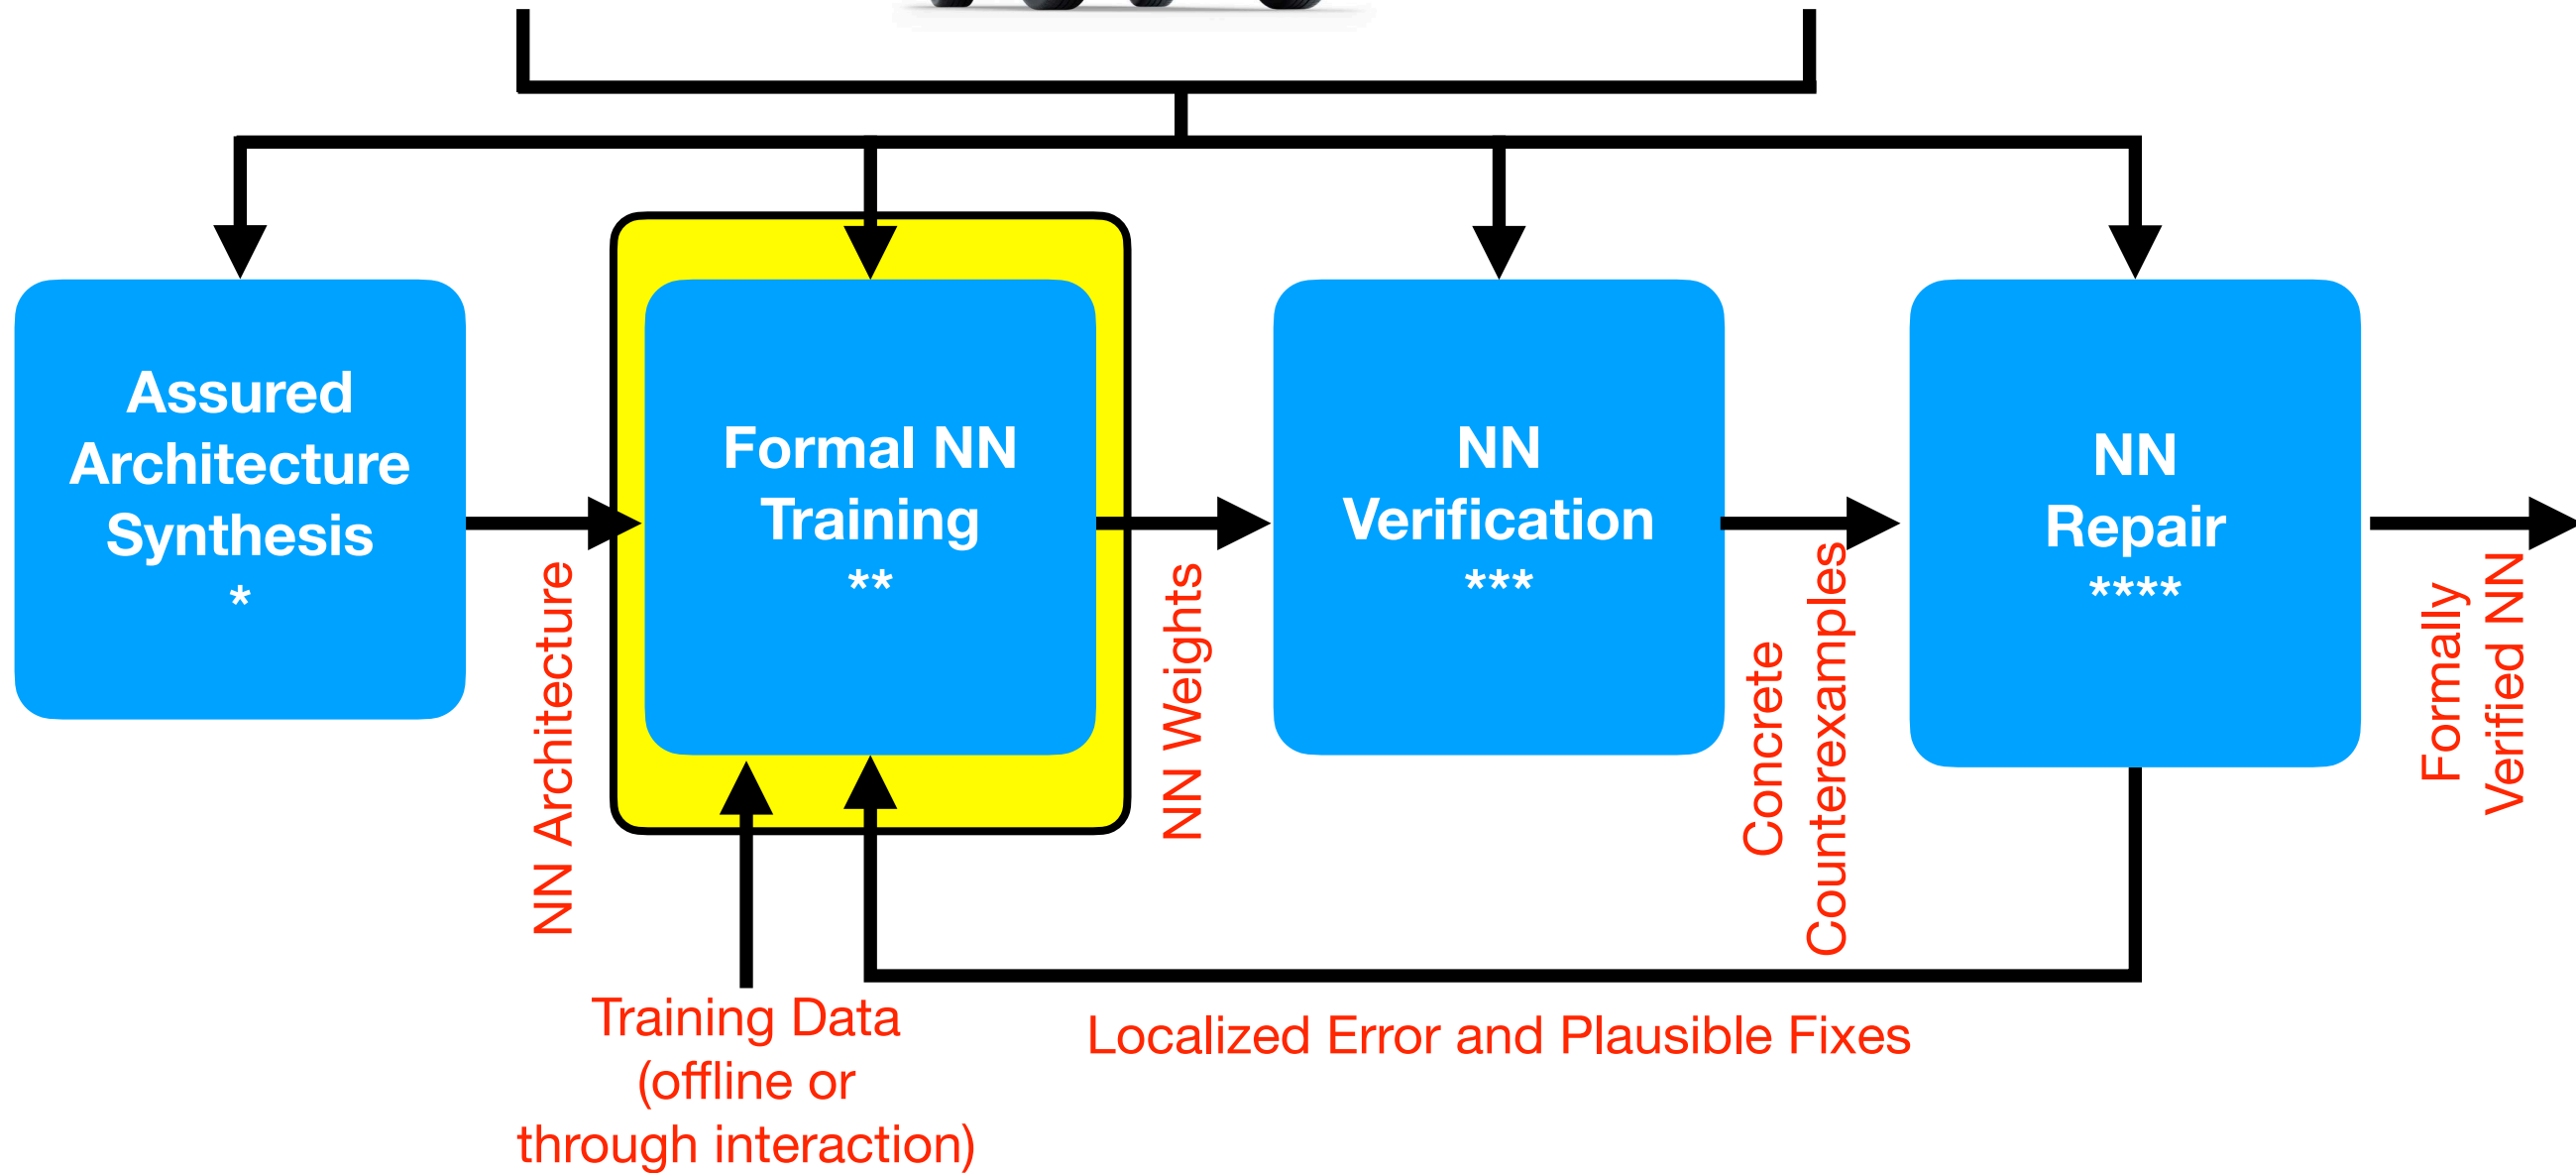 Assured
Architecture
Synthesis
*
Formal NN
Training
**
NN
Verification
***
NN
Repair
****
NN Architecture
NN Weights
Concrete
Counterexamples
Formally
Verified NN
Training Data
(offline or
through interaction)
Localized Error and Plausible Fixes